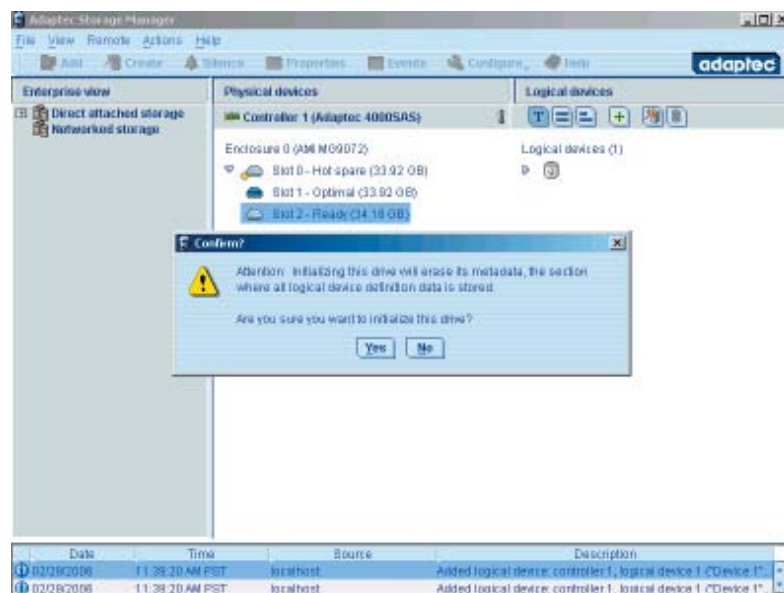 Adaptec Storage Manager
File View Remote Actions Help
Add Create Silence Properties Events Configure Help
adaptec
Enterprise view
Direct attached storage
Networked storage
Physical devices
Controller 1 (Adaptec 4800SAS)
Enclosure 0 (AMI MG9072)
Slot 0 - Hot spare (33.92 GB)
Slot 1 - Optimal (33.92 GB)
Slot 2 - Ready (34.18 GB)
Logical devices
Logical devices (1)
Confirm?
Attention: Initializing this drive will erase its metadata, the section
where all logical device definition data is stored.
Are you sure you want to initialize this drive?
Yes No
Date Time Source Description
02/28/2006 11:39:20 AM PST localhost Added logical device: controller 1, logical device 1 ("Device 1"...
02/28/2006 11:39:20 AM PST localhost Added logical device: controller 1, logical device 1 ("Device 1"...